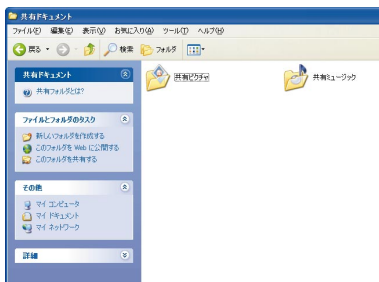 共有ドキュメント
ファイル(F) 編集(E) 表示(V) お気に入り(A) ツール(T) ヘルプ(H)
戻る 検索 フォルダ
共有ドキュメント
共有フォルダとは?
ファイルとフォルダのタスク
新しいフォルダを作成する
このフォルダを Web に公開する
このフォルダを共有する
その他
マイ コンピュータ
マイ ドキュメント
マイ ネットワーク
詳細
共有ピクチャ
共有ミュージック